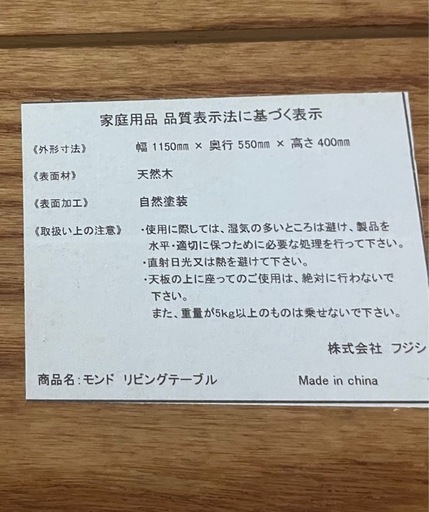 家庭用品 品質表示法に基づく表示
《外形寸法》 幅 1150mm × 奥行 550mm × 高さ 400mm
《表面材》 天然木
《表面加工》 自然塗装
《取扱い上の注意》 ・使用に際しては、湿気の多いところは避け、製品を
水平・適切に保つために必要な処理を行って下さい。
・直射日光又は熱を避けて下さい。
・天板の上に座ってのご使用は、絶対に行わないで
下さい。
また、重量が5kg以上のものは乗せないで下さい。
株式会社 フジシ
商品名：モンド リビングテーブル Made in china